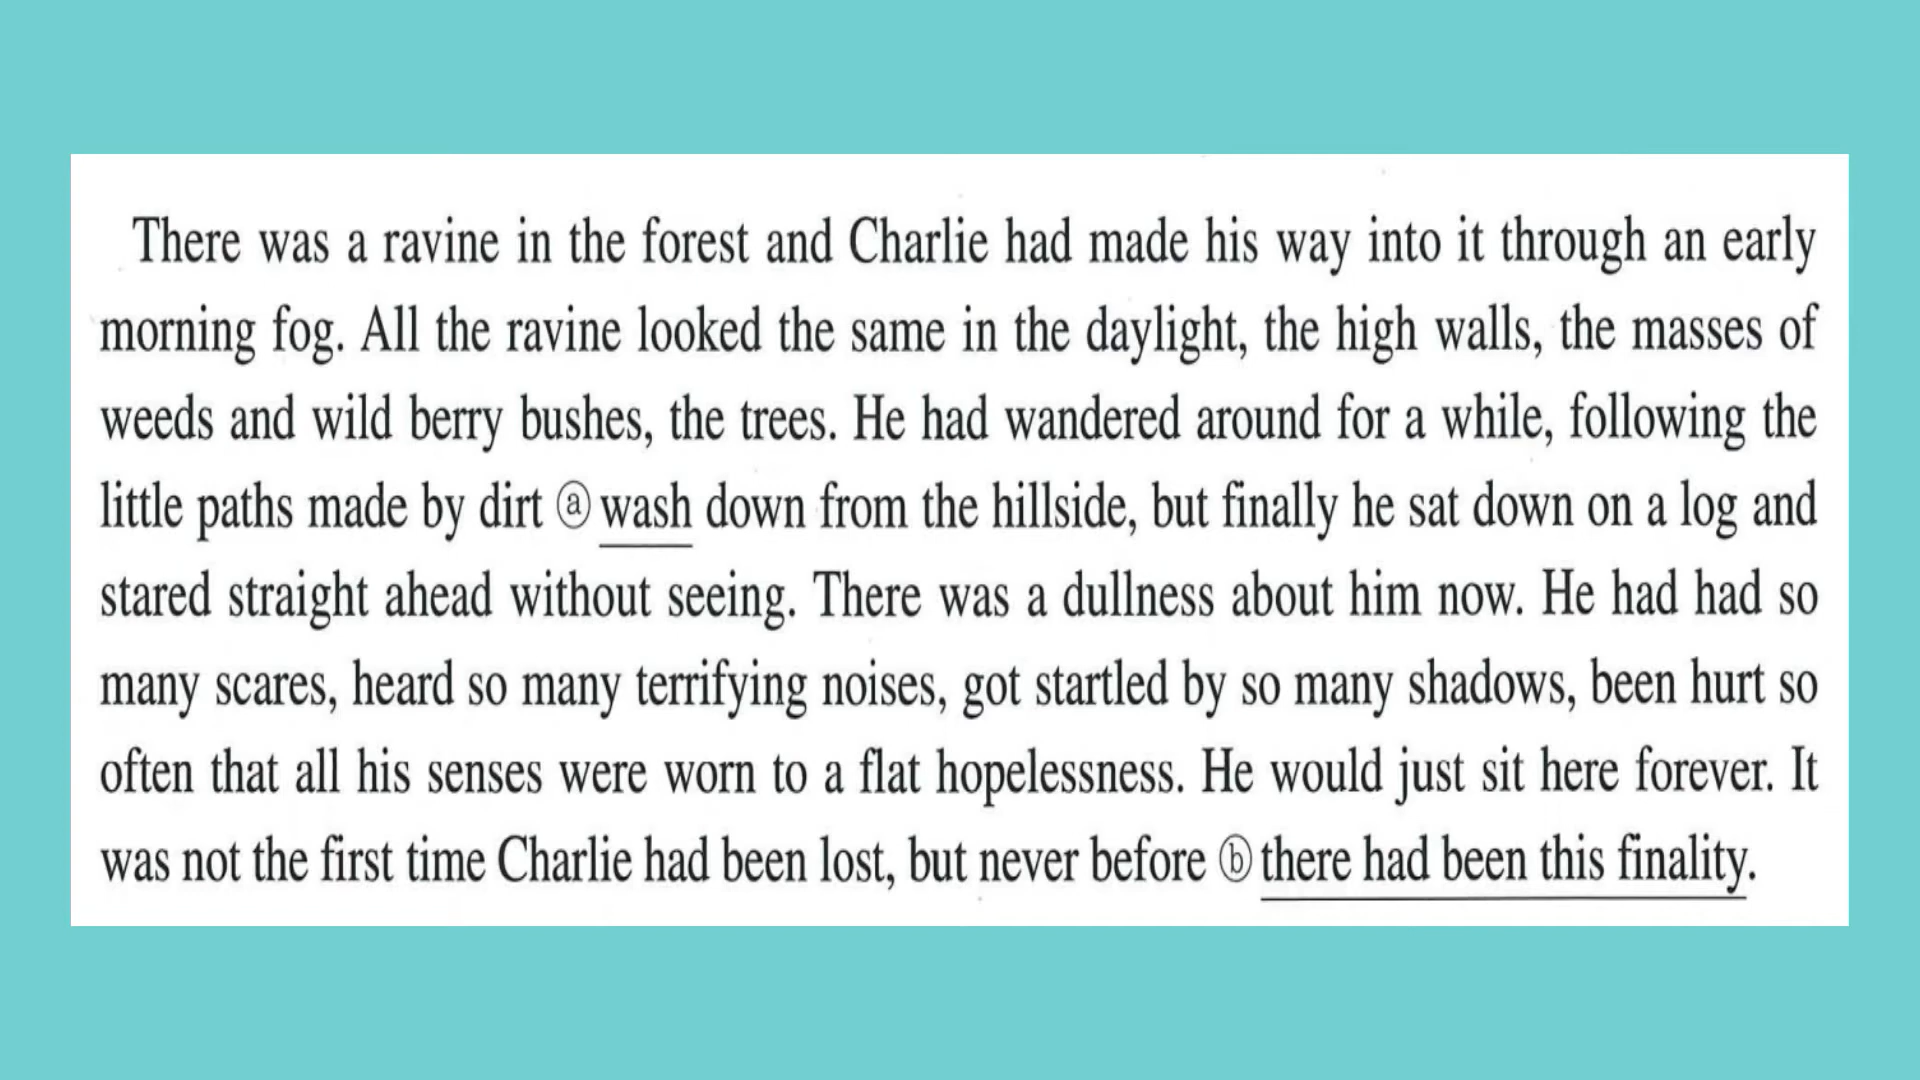 There was a ravine in the forest and Charlie had made his way into it through an early
morning fog. All the ravine looked the same in the daylight, the high walls, the masses of
weeds and wild berry bushes, the trees. He had wandered around for a while, following the
little paths made by dirt ⓐ wash down from the hillside, but finally he sat down on a log and
stared straight ahead without seeing. There was a dullness about him now. He had had so
many scares, heard so many terrifying noises, got startled by so many shadows, been hurt so
often that all his senses were worn to a flat hopelessness. He would just sit here forever. It
was not the first time Charlie had been lost, but never before ⓑ there had been this finality.